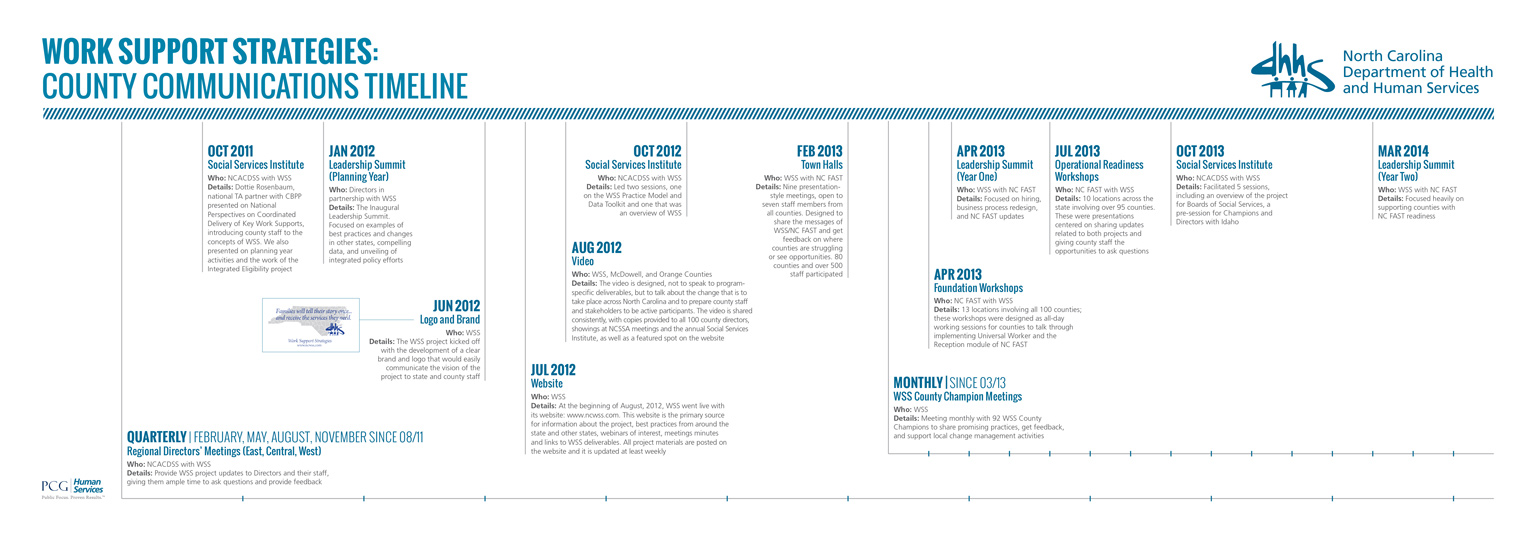 WORK SUPPORT STRATEGIES:
COUNTY COMMUNICATIONS TIMELINE
dhhs
North Carolina
Department of Health
and Human Services
OCT 2011
Social Services Institute
Who: NCACDSS with WSS
Details: Dottie Rosenbaum,
national TA partner with CBPP
presented on National
Perspectives on Coordinated
Delivery of Key Work Supports,
introducing county staff to the
concepts of WSS. We also
presented on planning year
activities and the work of the
Integrated Eligibility project
JAN 2012
Leadership Summit
(Planning Year)
Who: Directors in
partnership with WSS
Details: The Inaugural
Leadership Summit.
Focused on examples of
best practices and changes
in other states, compelling
data, and unveiling of
integrated policy efforts
Families will tell their story once...
and receive the services they need.
Work Support Strategies
JUN 2012
Logo and Brand
Who: WSS
Details: The WSS project kicked off
with the development of a clear
brand and logo that would easily
communicate the vision of the
project to state and county staff
OCT 2012
Social Services Institute
Who: NCACDSS with WSS
Details: Led two sessions, one
on the WSS Practice Model and
Data Toolkit and one that was
an overview of WSS
AUG 2012
Video
Who: WSS, McDowell, and Orange Counties
Details: The video is designed, not to speak to program-
specific deliverables, but to talk about the change that is to
take place across North Carolina and to prepare county staff
and stakeholders to be active participants. The video is shared
consistently, with copies provided to all 100 county directors,
showings at NCSSA meetings and the annual Social Services
Institute, as well as a featured spot on the website
JUL 2012
Website
Who: WSS
Details: At the beginning of August, 2012, WSS went live with
its website: www.ncwss.com. This website is the primary source
for information about the project, best practices from around the
state and other states, webinars of interest, meetings minutes
and links to WSS deliverables. All project materials are posted on
the website and it is updated at least weekly
FEB 2013
Town Halls
Who: WSS with NC FAST
Details: Nine presentation-
style meetings, open to
seven staff members from
all counties. Designed to
share the messages of
WSS/NC FAST and get
feedback on where
counties are struggling
or see opportunities. 80
counties and over 500
staff participated
APR 2013
Leadership Summit
(Year One)
Who: WSS with NC FAST
Details: Focused on hiring,
business process redesign,
and NC FAST updates
JUL 2013
Operational Readiness
Workshops
Who: NC FAST with WSS
Details: 10 locations across the
state involving over 95 counties.
These were presentations
centered on sharing updates
related to both projects and
giving county staff the
opportunities to ask questions
OCT 2013
Social Services Institute
Who: NCACDSS with WSS
Details: Facilitated 5 sessions,
including an overview of the project
for Boards of Social Services, a
pre-session for Champions and
Directors with Idaho
MAR 2014
Leadership Summit
(Year Two)
Who: WSS with NC FAST
Details: Focused heavily on
supporting counties with
NC FAST readiness
APR 2013
Foundation Workshops
Who: NC FAST with WSS
Details: 13 locations involving all 100 counties;
these workshops were designed as all-day
working sessions for counties to talk through
implementing Universal Worker and the
Reception module of NC FAST
MONTHLY | SINCE 03/13
WSS County Champion Meetings
Who: WSS
Details: Meeting monthly with 92 WSS County
Champions to share promising practices, get feedback,
and support local change management activities
QUARTERLY | FEBRUARY, MAY, AUGUST, NOVEMBER SINCE 08/11
Regional Directors' Meetings (East, Central, West)
Who: NCACDSS with WSS
Details: Provide WSS project updates to Directors and their staff,
giving them ample time to ask questions and provide feedback
PCG | Human
Services
Public Focus. Proven Results.™